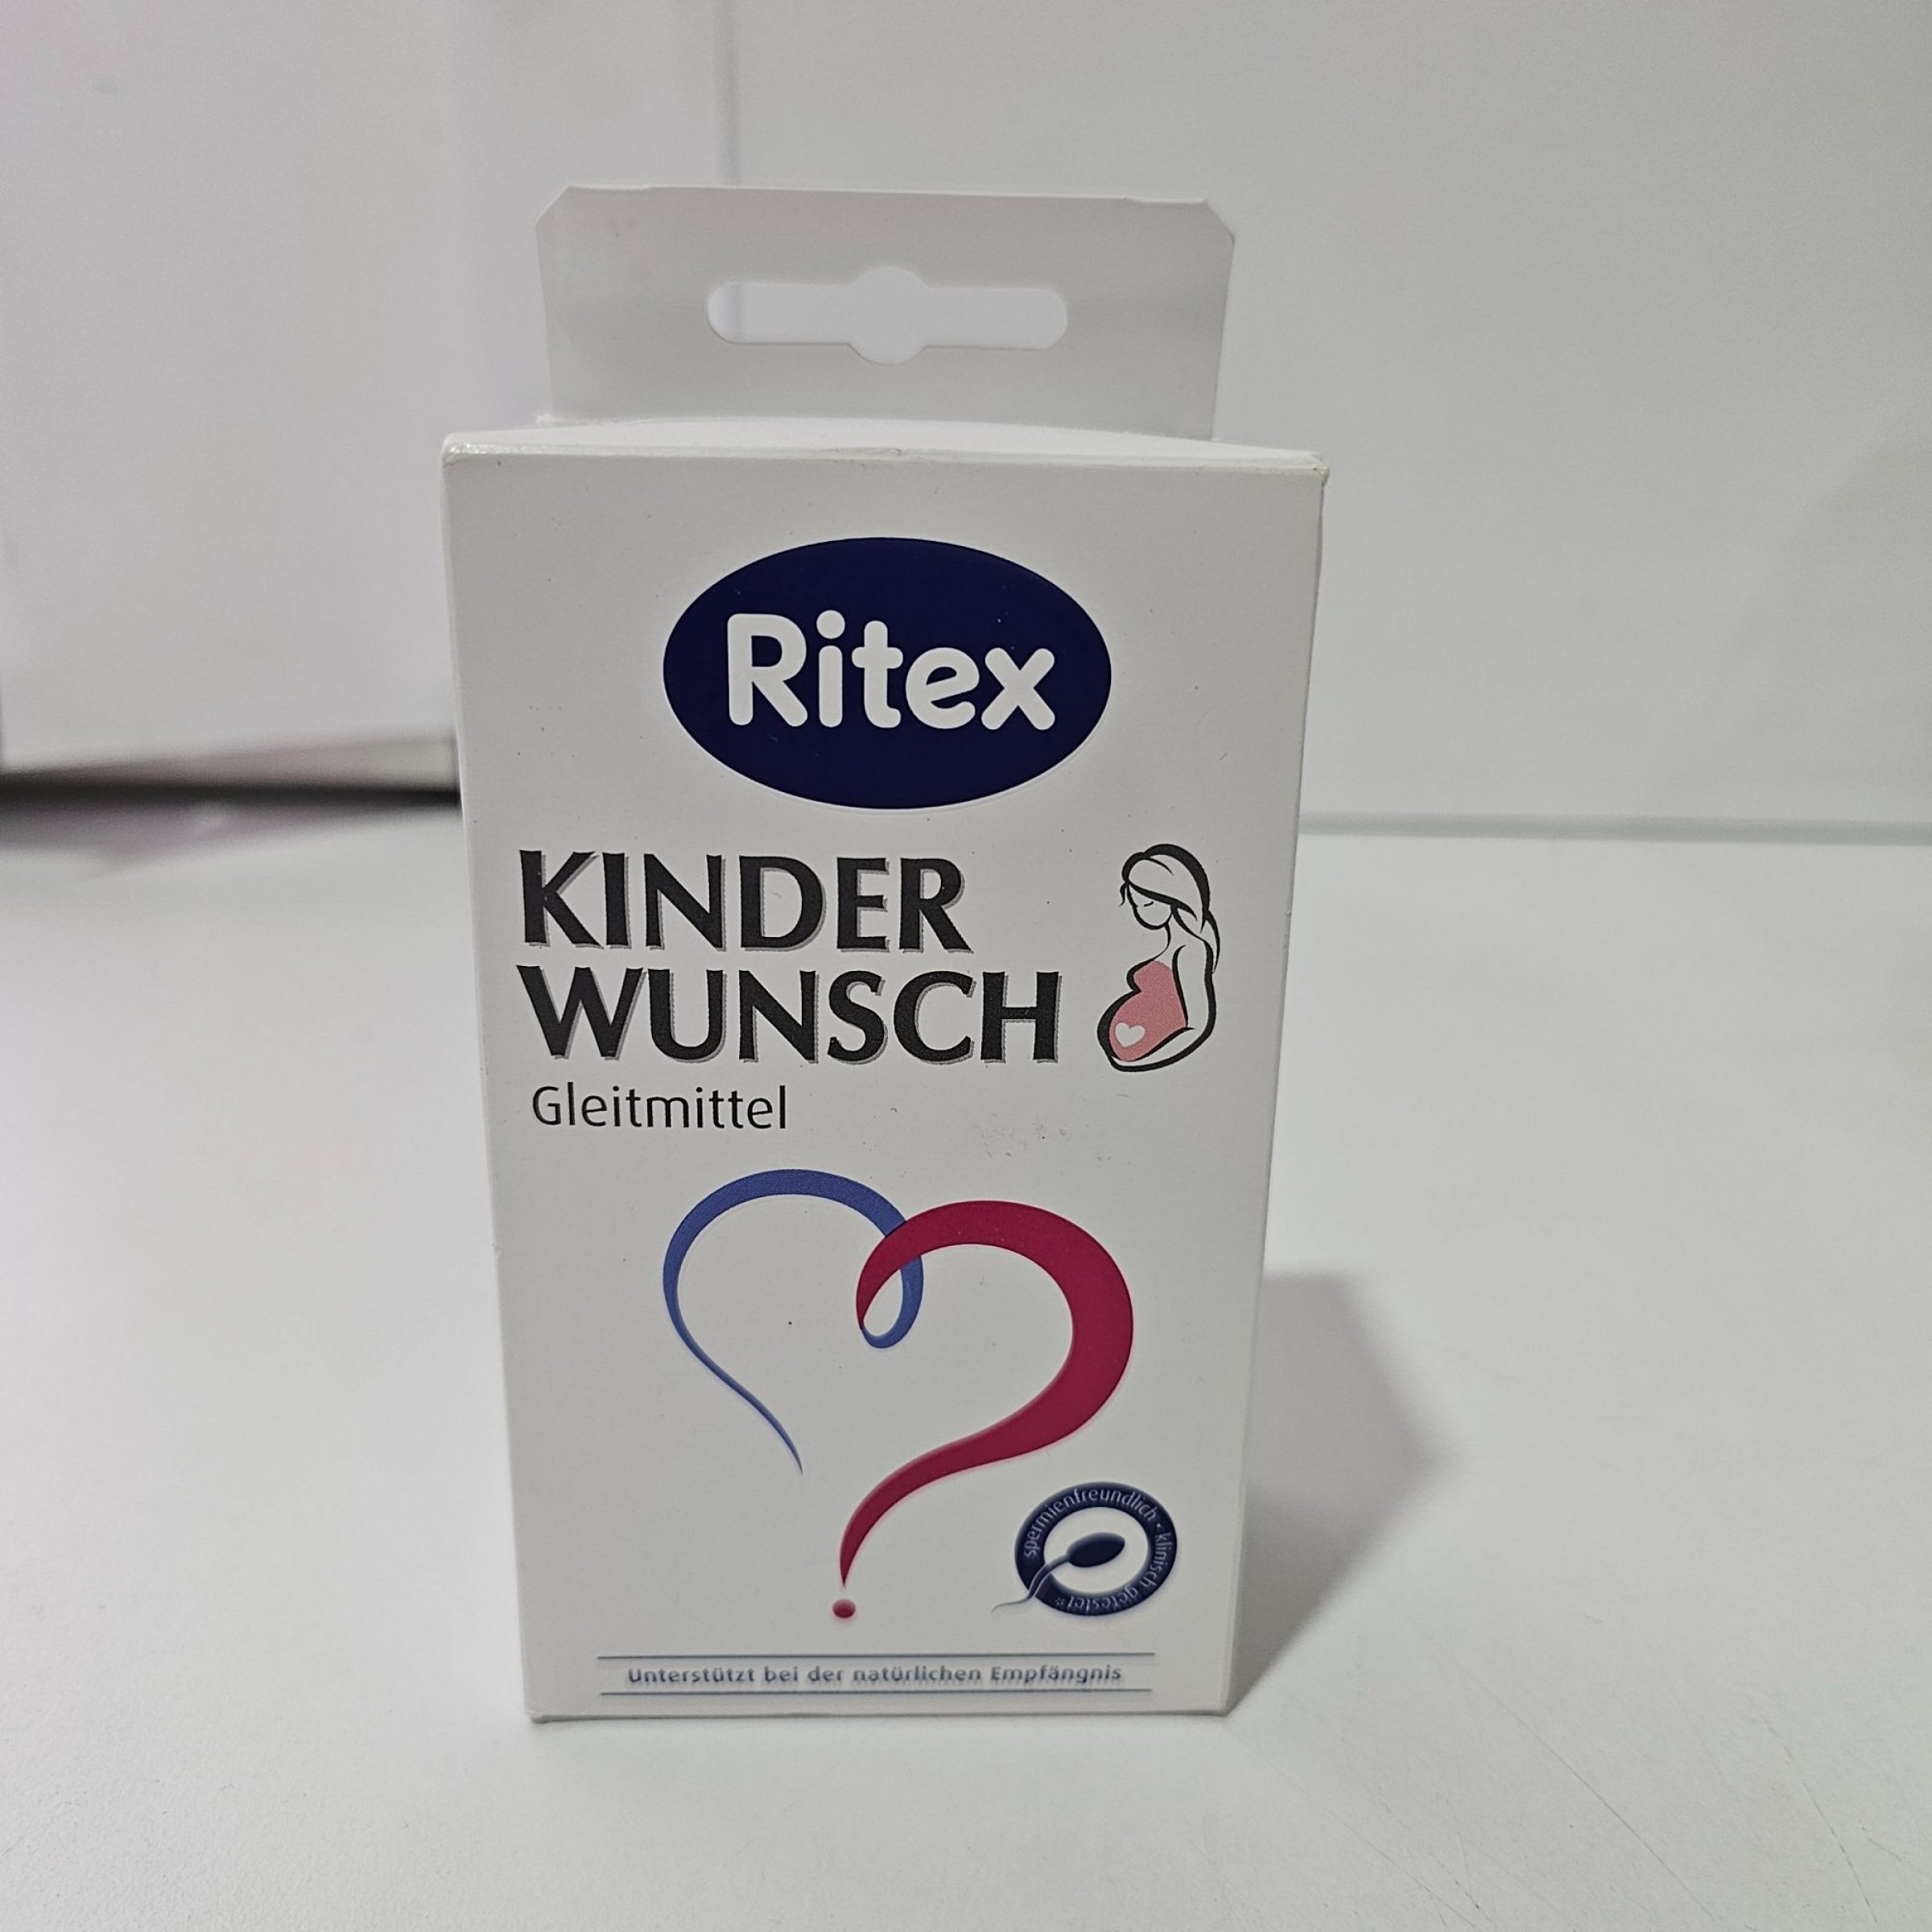 Ritex
KINDER
WUNSCH
Gleitmittel
spermienfreundlich • klinisch getestet*
Unterstützt bei der natürlichen Empfängnis